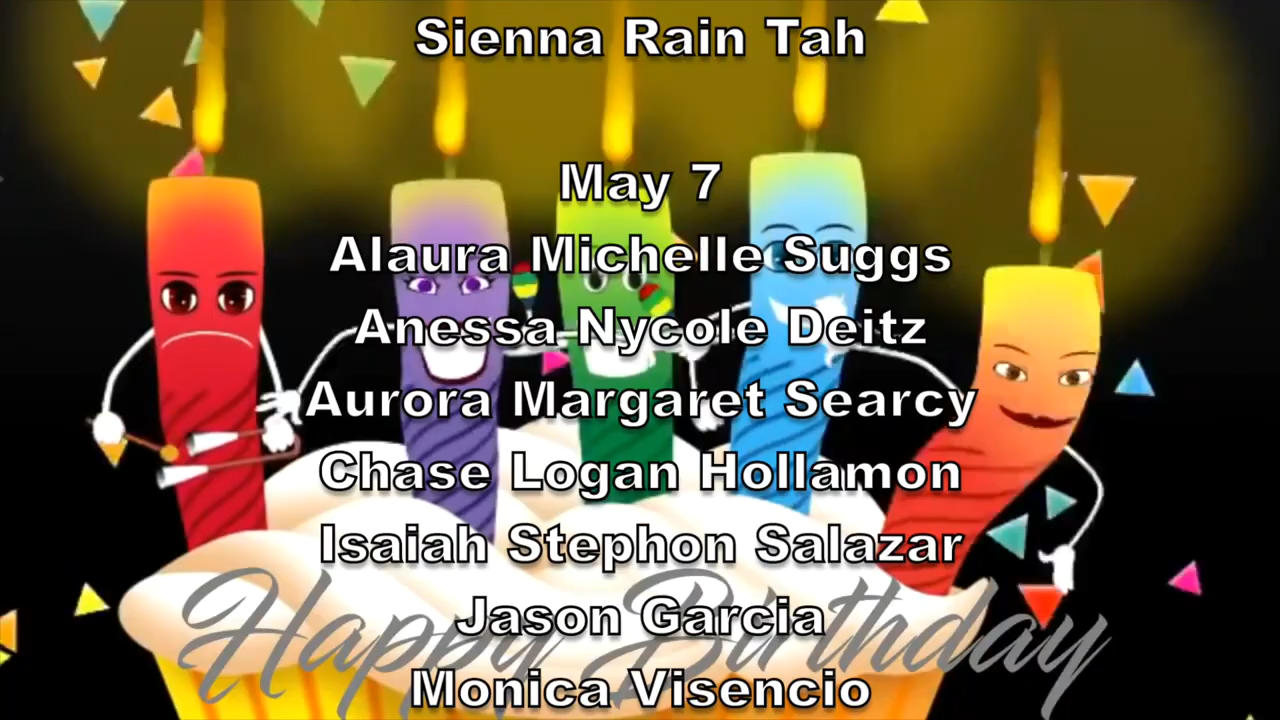 Sienna Rain Tah
May 7
Alaura Michelle Suggs
Anessa Nycole Deitz
Aurora Margaret Searcy
Chase Logan Hollamon
Isaiah Stephon Salazar
Jason Garcia
Happy Birthday
Monica Visencio